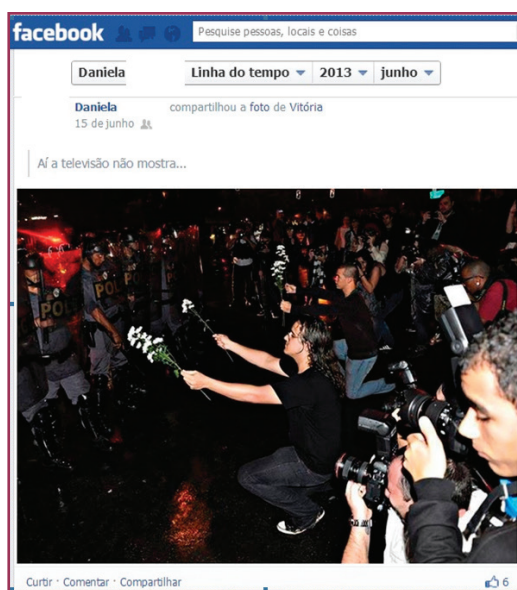 facebook Pesquise pessoas, locais e coisas
Daniela Linha do tempo 2013 junho
Daniela compartilhou a foto de Vitória
15 de junho
Aí a televisão não mostra...
POL
POL
Curtir · Comentar · Compartilhar 6